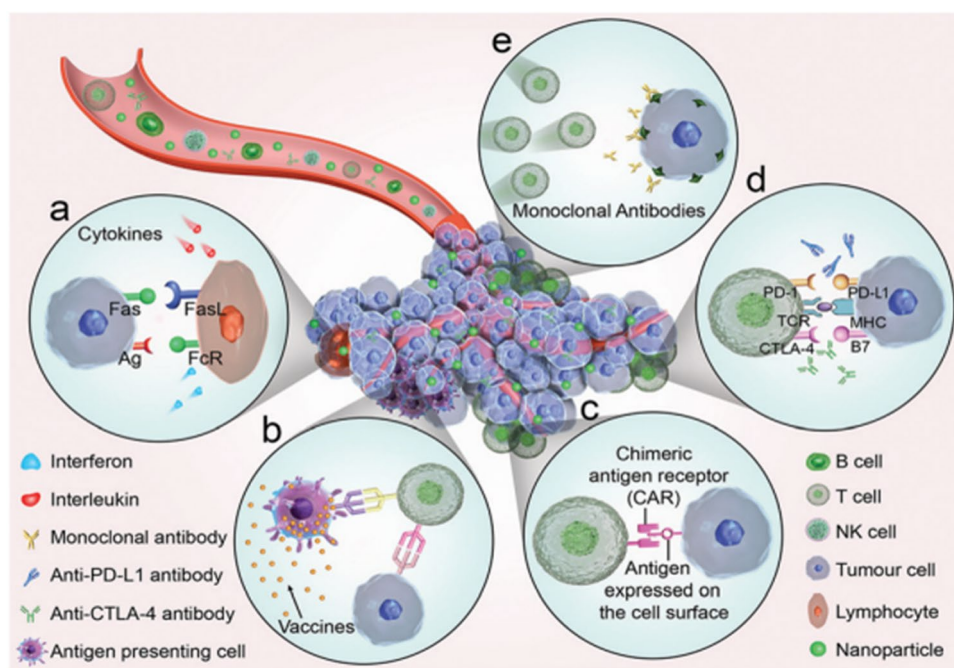 e
Monoclonal Antibodies
a
Cytokines
Fas
FasL
Ag
FcR
d
PD-1
PD-L1
TCR
MHC
CTLA-4
B7
b
Vaccines
c
Chimeric
antigen receptor
(CAR)
Antigen
expressed on
the cell surface
Interferon
Interleukin
Monoclonal antibody
Anti-PD-L1 antibody
Anti-CTLA-4 antibody
Antigen presenting cell
B cell
T cell
NK cell
Tumour cell
Lymphocyte
Nanoparticle